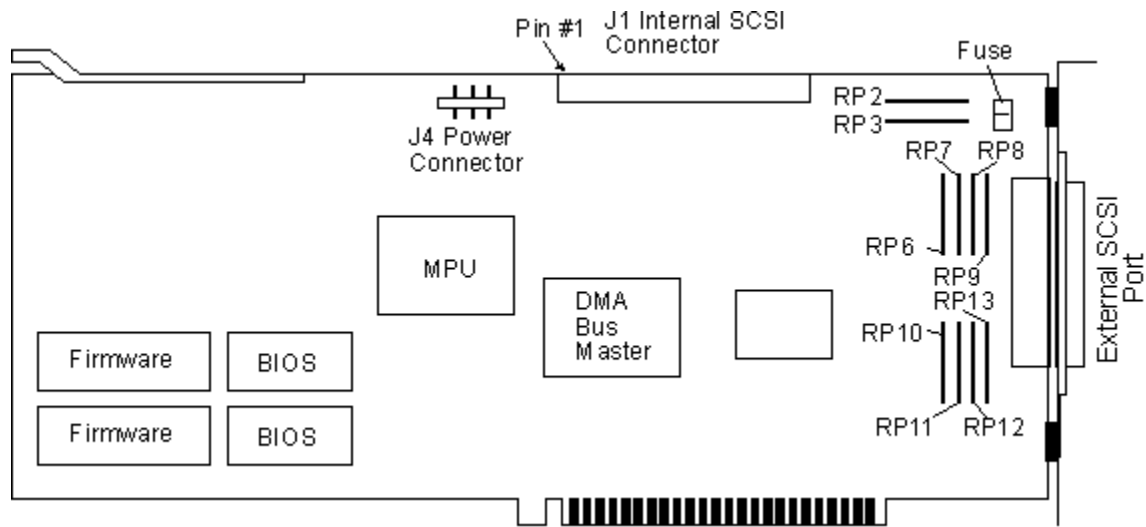 Pin #1
J1 Internal SCSI
Connector
Fuse
RP2
RP3
J4 Power
Connector
RP7
RP8
RP6
RP9
RP13
RP10
RP11
RP12
External SCSI
Port
MPU
DMA
Bus
Master
Firmware
BIOS
Firmware
BIOS